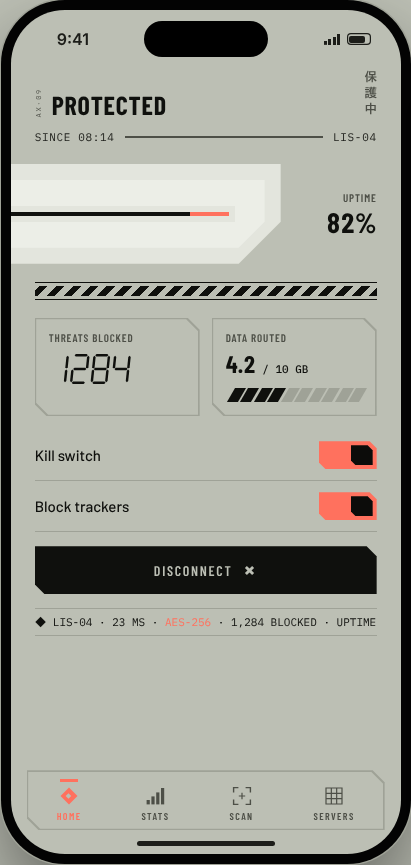 9:41
AX-09
PROTECTED
保護中
SINCE 08:14
LIS-04
UPTIME
82%
THREATS BLOCKED
1284
DATA ROUTED
4.2 / 10 GB
Kill switch
Block trackers
DISCONNECT ✖
◆ LIS-04 · 23 MS · AES-256 · 1,284 BLOCKED · UPTIME
HOME
STATS
SCAN
SERVERS